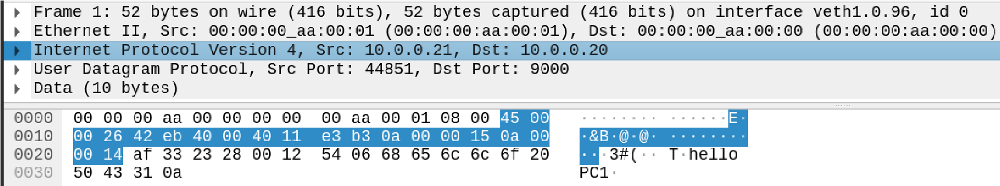 Frame 1: 52 bytes on wire (416 bits), 52 bytes captured (416 bits) on interface veth1.0.96, id 0
Ethernet II, Src: 00:00:00_aa:00:01 (00:00:00:aa:00:01), Dst: 00:00:00_aa:00:00 (00:00:00:aa:00:00)
Internet Protocol Version 4, Src: 10.0.0.21, Dst: 10.0.0.20
User Datagram Protocol, Src Port: 44851, Dst Port: 9000
Data (10 bytes)
0000 00 00 00 aa 00 00 00 00 00 aa 00 01 08 00 45 00 ········ ······E·
0010 00 26 42 eb 40 00 40 11 e3 b3 0a 00 00 15 0a 00 ·&B·@·@· ········
0020 00 14 af 33 23 28 00 12 54 06 68 65 6c 6c 6f 20 ···3#(·· T·hello
0030 50 43 31 0a PC1·